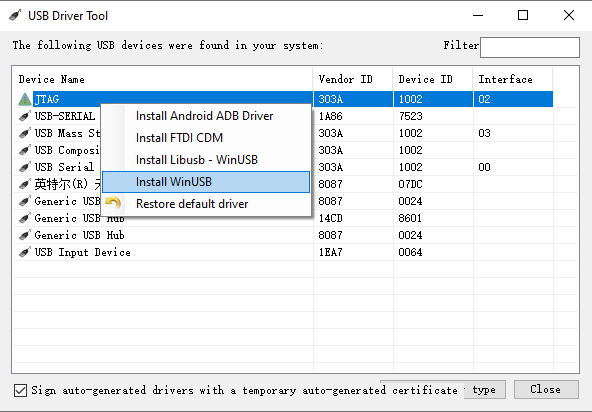 USB Driver Tool
The following USB devices were found in your system:
Filter
Device Name Vendor ID Device ID Interface
JTAG 303A 1002 02
USB-SERIAL 1A86 7523
USB Mass St 303A 1002 03
USB Composi 303A 1002
USB Serial 303A 1002 00
英特尔(R) 8087 07DC
Generic USB 8087 0024
Generic USB Hub 14CD 8601
Generic USB Hub 8087 0024
USB Input Device 1EA7 0064
Install Android ADB Driver
Install FTDI CDM
Install Libusb - WinUSB
Install WinUSB
Restore default driver
Sign auto-generated drivers with a temporary auto-generated certificate
type
Close